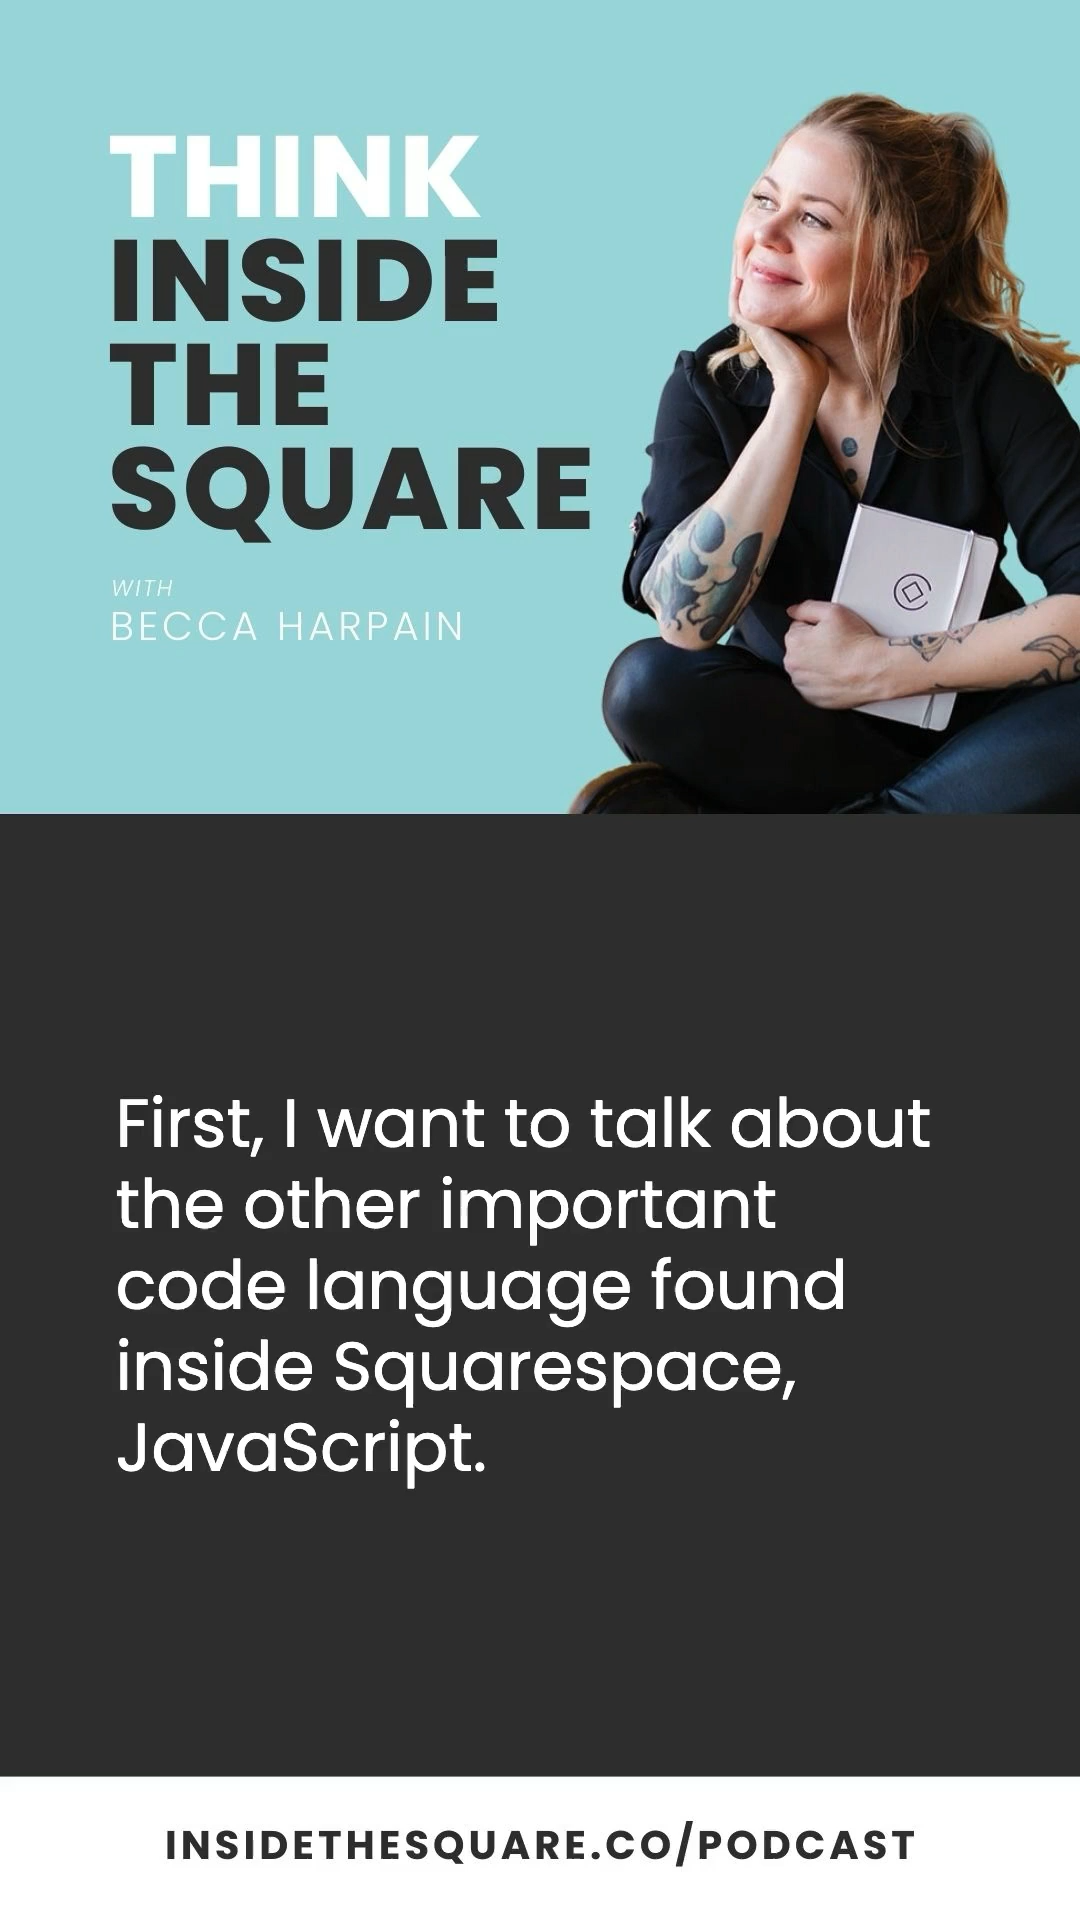 THINK
INSIDE
THE
SQUARE
WITH
BECCA HARPAIN
First, I want to talk about
the other important
code language found
inside Squarespace,
JavaScript.
INSIDETHESQUARE.CO/PODCAST